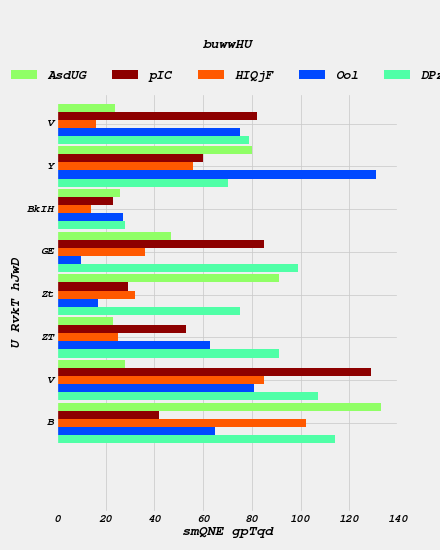 buwwHU
AsdUG pIC HIQjF Ool
V
Y
BkIH
GE
Zt
ZT
V
B
U RvkT hJwD
0 20 40 60 80 100 120 140
smQNE gpTqd